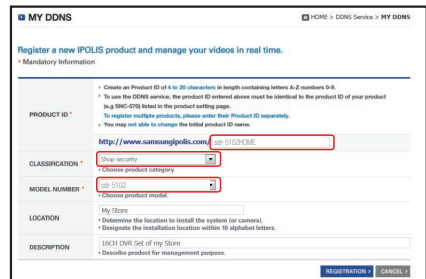 MY DDNS
HOME > DDNS Service > MY DDNS
Register a new IPOLIS product and manage your videos in real time.
* Mandatory Information
PRODUCT ID *
› Create an Product ID of 4 to 20 characters in length containing letters A-Z numbers 0-9.
› To use the DDNS service, the product ID entered above must be identical to the product ID of your product
(e.g SNC-570) listed in the product setting page.
To register multiple products, please enter their Product ID separately.
› You may not able to change the initial product ID name.
http://www.samsungipolis.com/ sdr-5102HOME
CLASSIFICATION *
Shop security
› Choose product category.
MODEL NUMBER *
sdr-5102
› Choose product model.
LOCATION
My Store
› Determine the location to install the system (or camera).
› Designate the installation location within 10 alphabet letters.
DESCRIPTION
16CH DVR Set of my Store
› Describe product for management purpose.
REGISTRATION > CANCEL >